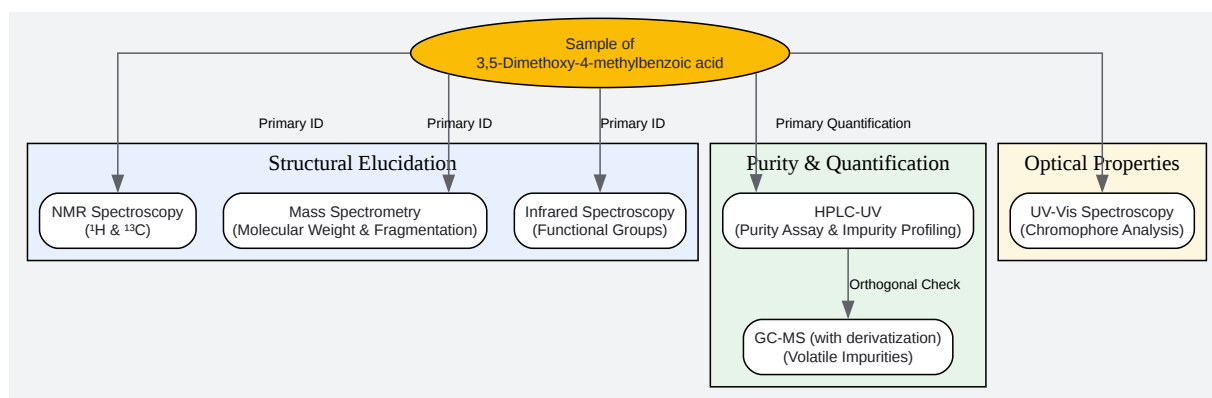 Sample of
3,5-Dimethoxy-4-methylbenzoic acid
Primary ID
Primary ID
Primary ID
Primary Quantification
Structural Elucidation
NMR Spectroscopy
(¹H & ¹³C)
Mass Spectrometry
(Molecular Weight & Fragmentation)
Infrared Spectroscopy
(Functional Groups)
Purity & Quantification
HPLC-UV
(Purity Assay & Impurity Profiling)
Orthogonal Check
GC-MS (with derivatization)
(Volatile Impurities)
Optical Properties
UV-Vis Spectroscopy
(Chromophore Analysis)